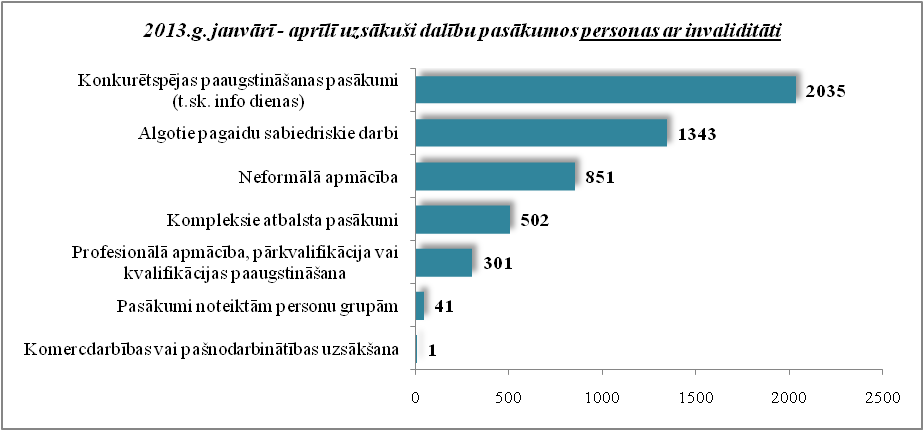 2013.g. janvārī - aprīlī uzsākuši dalību pasākumos personas ar invaliditāti
Konkurētspējas paaugstināšanas pasākumi
(t.sk. info dienas)
2035
Algotie pagaidu sabiedriskie darbi
1343
Neformālā apmācība
851
Kompleksie atbalsta pasākumi
502
Profesionālā apmācība, pārkvalifikācija vai
kvalifikācijas paaugstināšana
301
Pasākumi noteiktām personu grupām
41
Komercdarbības vai pašnodarbinātības uzsākšana
1
0 500 1000 1500 2000 2500